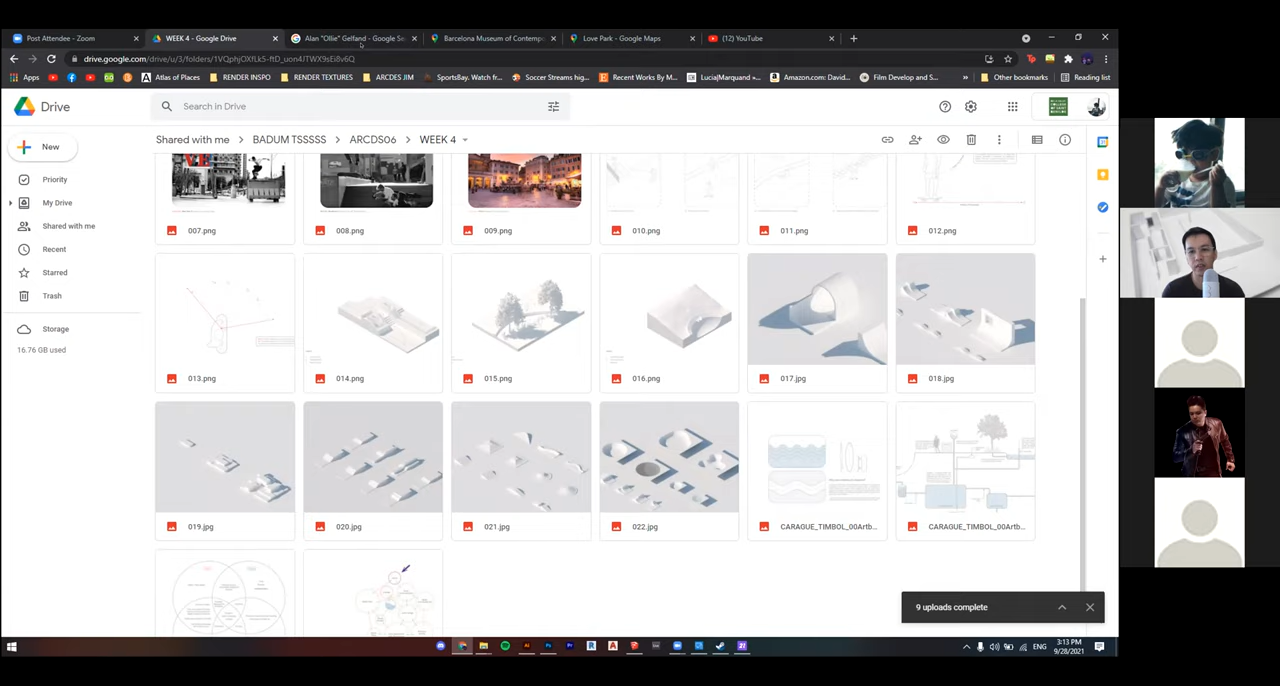 Post Attendee - Zoom
WEEK 4 - Google Drive
Alan "Ollie" Gelfand - Google Se
Barcelona Museum of Contempo
Love Park - Google Maps
(12) YouTube
drive.google.com/drive/u/3/folders/1VQphjOXfLk5-ftD_uon4JTWX9sEi8v6Q
Apps
Atlas of Places
RENDER INSPO
RENDER TEXTURES
ARCDES JIM
SportsBay. Watch fr...
Soccer Streams hig...
Recent Works By M...
Lucia|Marquand »...
Amazon.com: David...
Film Develop and S...
Other bookmarks
Reading list
Drive
Search in Drive
New
Shared with me
BADUM TSSSSS
ARCDS06
WEEK 4
Priority
My Drive
Shared with me
Recent
Starred
Trash
Storage
16.76 GB used
007.png
008.png
009.png
010.png
011.png
012.png
013.png
014.png
015.png
016.png
017.jpg
018.jpg
019.jpg
020.jpg
021.jpg
022.jpg
CARAGUE_TIMBOL_00Artb...
CARAGUE_TIMBOL_00Artb...
9 uploads complete
ENG
3:13 PM
9/28/2021